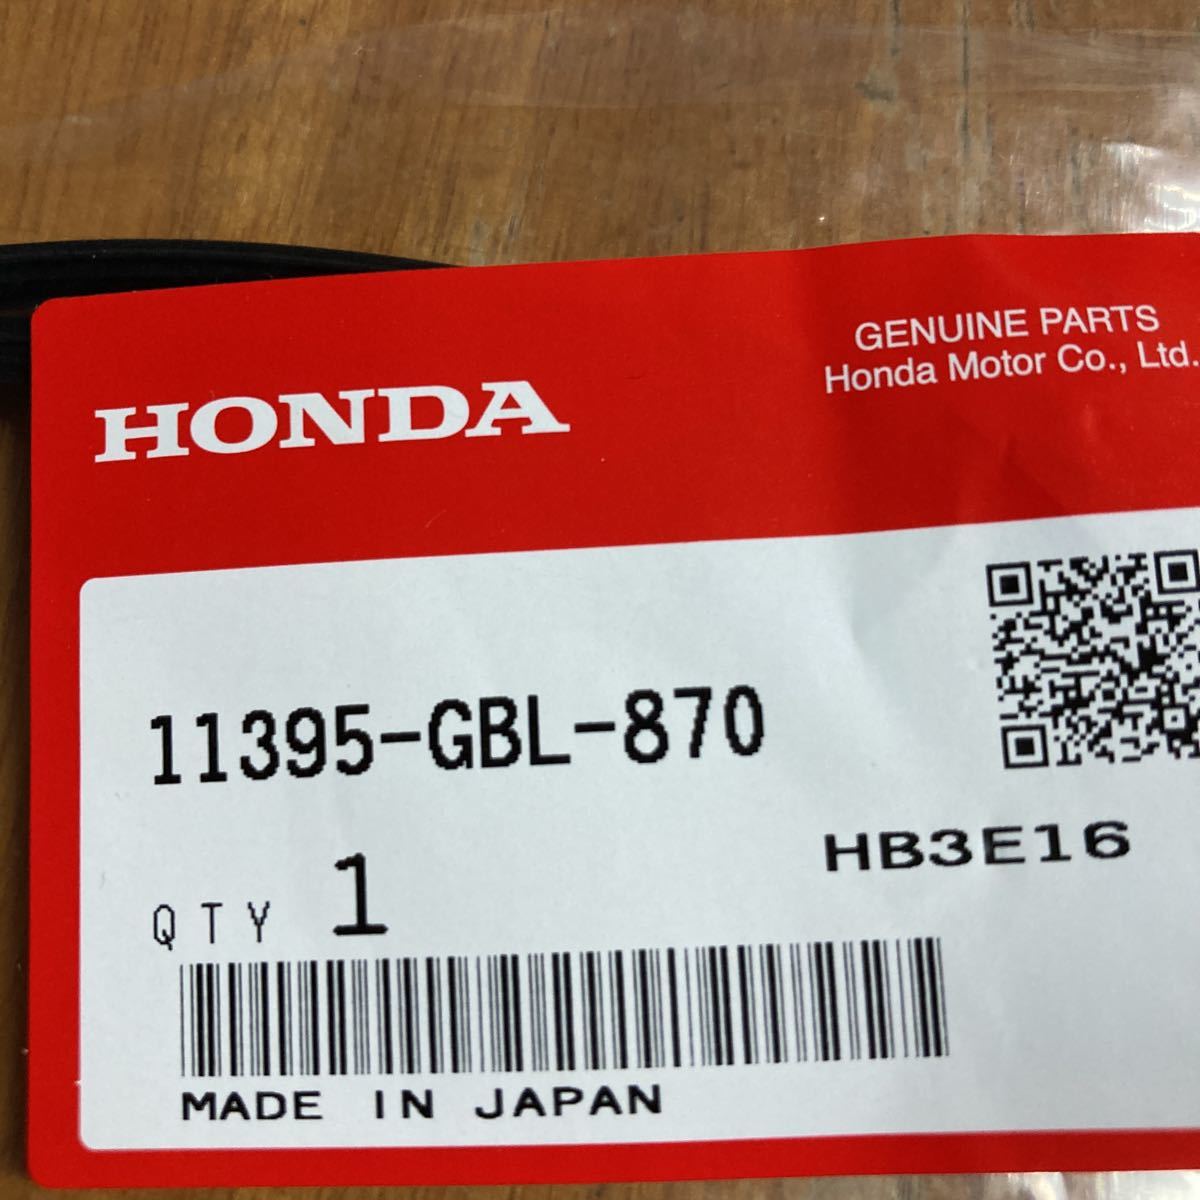 GENUINE PARTS
Honda Motor Co., Ltd.
HONDA
11395-GBL-870
HB3E16
QTY 1
MADE IN JAPAN